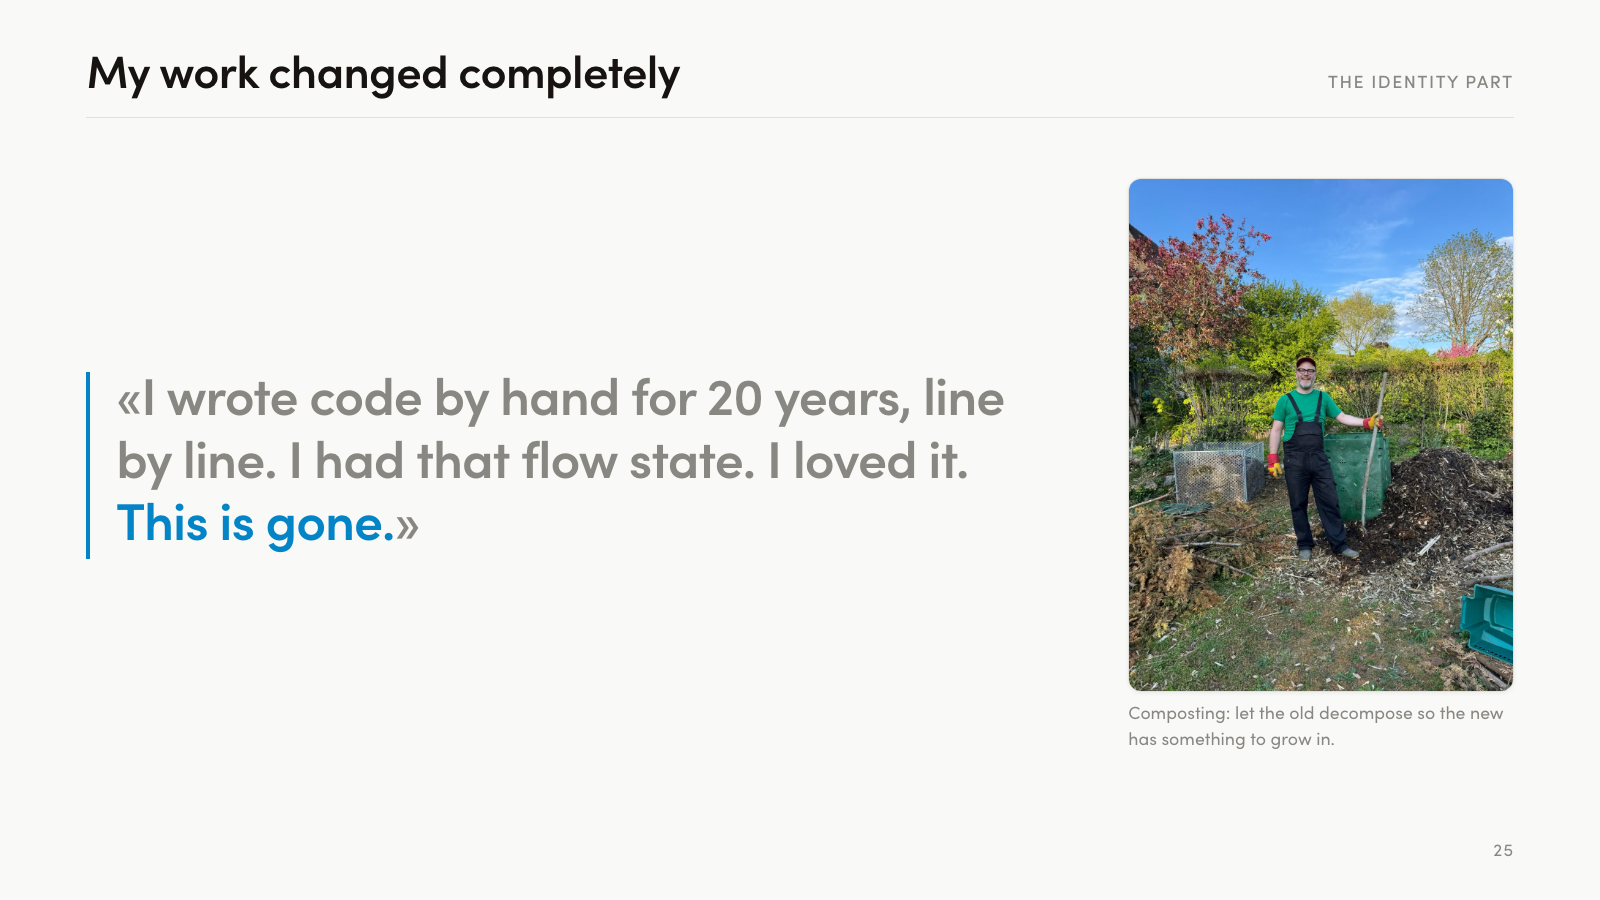 My work changed completely
THE IDENTITY PART
«I wrote code by hand for 20 years, line
by line. I had that flow state. I loved it.
This is gone.»
Composting: let the old decompose so the new
has something to grow in.
25